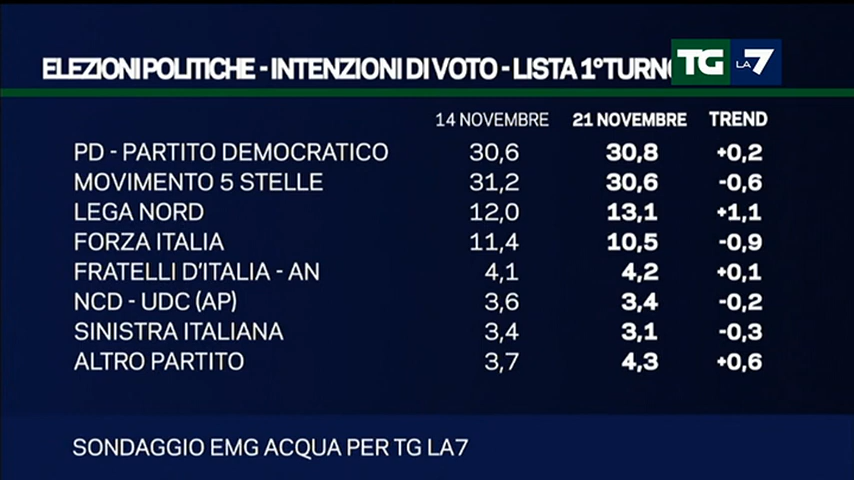 ELEZIONI POLITICHE - INTENZIONI DI VOTO - LISTA 1°TURNO
TG LA7
14 NOVEMBRE 21 NOVEMBRE TREND
PD - PARTITO DEMOCRATICO 30,6 30,8 +0,2
MOVIMENTO 5 STELLE 31,2 30,6 -0,6
LEGA NORD 12,0 13,1 +1,1
FORZA ITALIA 11,4 10,5 -0,9
FRATELLI D'ITALIA - AN 4,1 4,2 +0,1
NCD - UDC (AP) 3,6 3,4 -0,2
SINISTRA ITALIANA 3,4 3,1 -0,3
ALTRO PARTITO 3,7 4,3 +0,6
SONDAGGIO EMG ACQUA PER TG LA7